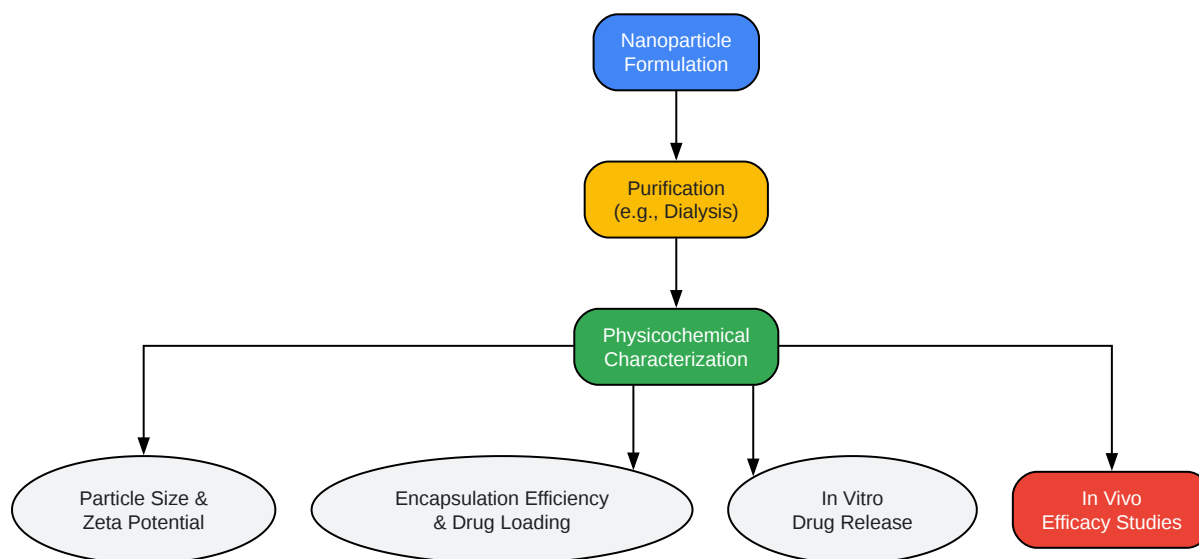 Nanoparticle
Formulation
Purification
(e.g., Dialysis)
Physicochemical
Characterization
Particle Size &
Zeta Potential
Encapsulation Efficiency
& Drug Loading
In Vitro
Drug Release
In Vivo
Efficacy Studies